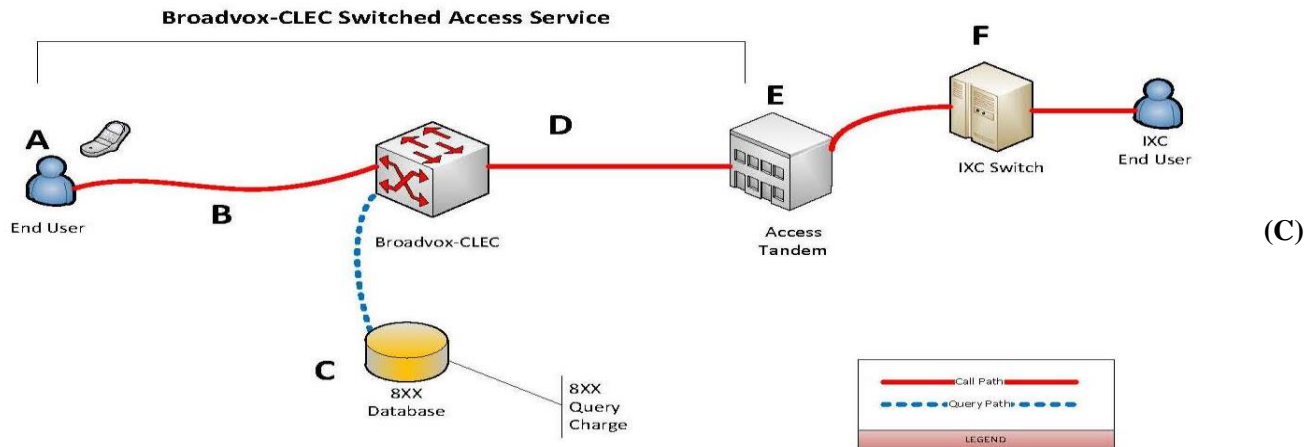 Broadvox-CLEC Switched Access Service
F
E
A
D
B
End User
Broadvox-CLEC
Access
Tandem
IXC Switch
IXC
End User
(C)
C
8XX
Database
8XX
Query
Charge
Call Path
Query Path
LEGEND